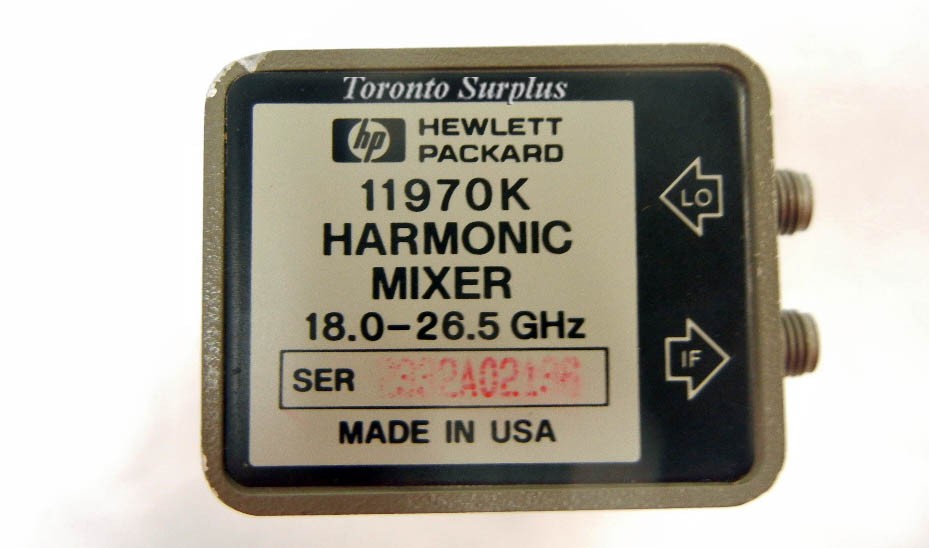 Toronto Surplus
hp HEWLETT
PACKARD
11970K
HARMONIC
MIXER
18.0-26.5 GHz
SER
MADE IN USA
LO
IF